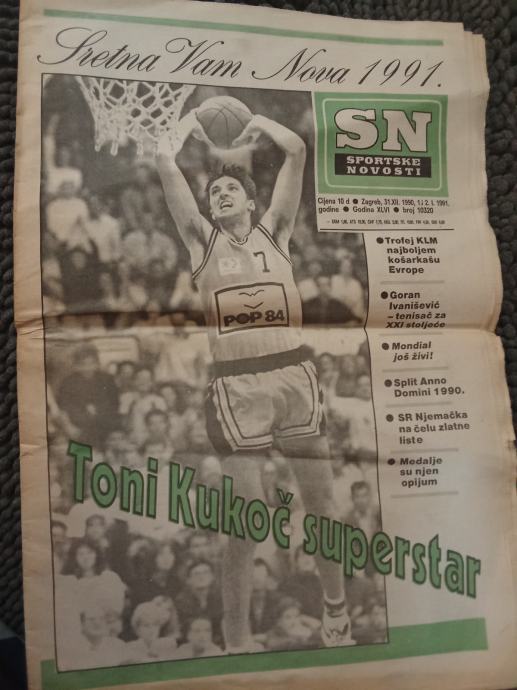 Sretna Vam Nova 1991.
SN
SPORTSKE
NOVOSTI
Cijena 10 d ● Zagreb, 31.XII. 1990, 1.i 2. I. 1991.
godine ● Godina XLVI ● broj 10320
● Trofej KLM
najboljem
košarkašu
Evrope
● Goran
Ivanišević
– tenisač za
XXI stoljeće
● Mondial
još živi!
● Split Anno
Domini 1990.
● SR Njemačka
na čelu zlatne
liste
● Medalje
su njen
opijum
7
POP 84
Toni Kukoč superstar